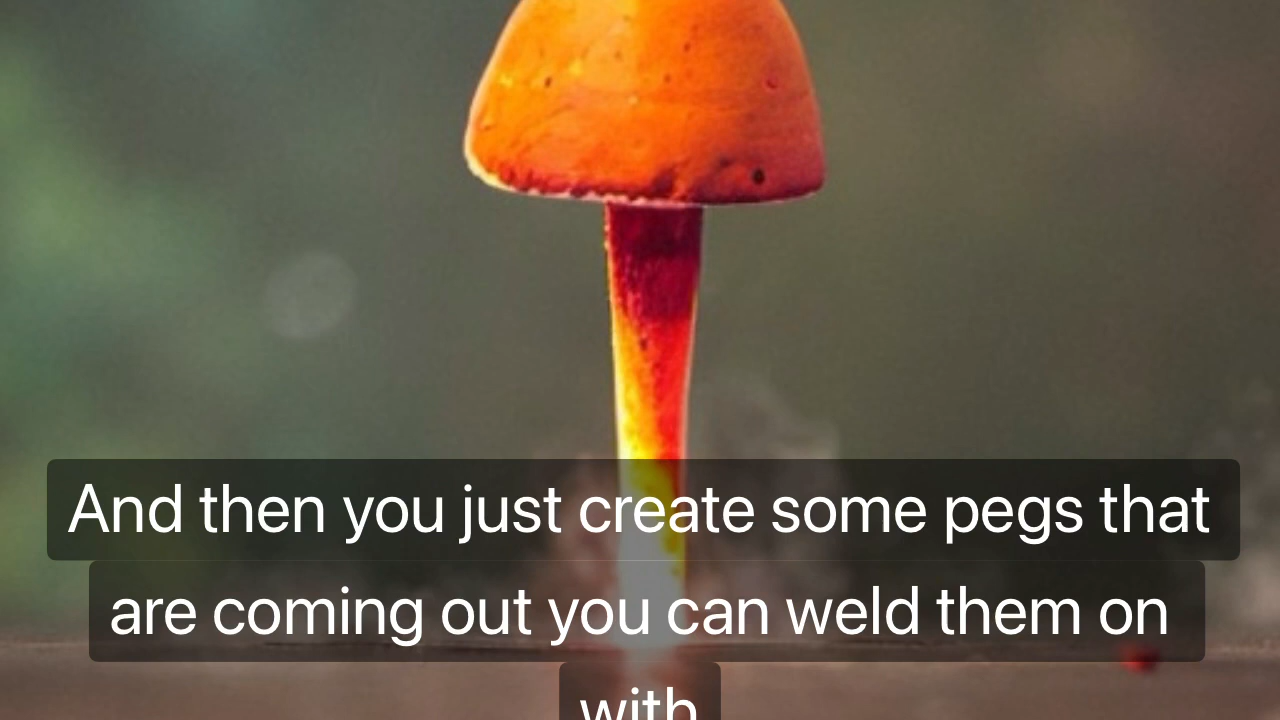 And then you just create some pegs that
are coming out you can weld them on
with